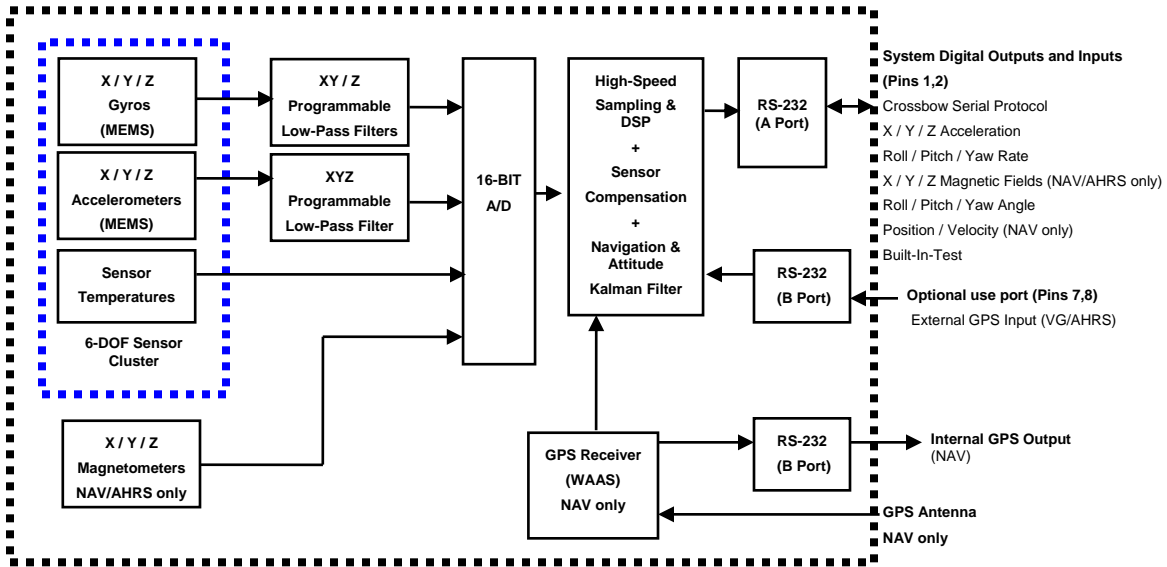 X / Y / Z
Gyros
(MEMS)
XY / Z
Programmable
Low-Pass Filters
X / Y / Z
Accelerometers
(MEMS)
XYZ
Programmable
Low-Pass Filter
Sensor
Temperatures
6-DOF Sensor
Cluster
X / Y / Z
Magnetometers
NAV/AHRS only
16-BIT
A/D
High-Speed
Sampling &
DSP
+
Sensor
Compensation
+
Navigation &
Attitude
Kalman Filter
RS-232
(A Port)
System Digital Outputs and Inputs
(Pins 1,2)
Crossbow Serial Protocol
X / Y / Z Acceleration
Roll / Pitch / Yaw Rate
X / Y / Z Magnetic Fields (NAV/AHRS only)
Roll / Pitch / Yaw Angle
Position / Velocity (NAV only)
Built-In-Test
RS-232
(B Port)
Optional use port (Pins 7,8)
External GPS Input (VG/AHRS)
GPS Receiver
(WAAS)
NAV only
RS-232
(B Port)
Internal GPS Output
(NAV)
GPS Antenna
NAV only